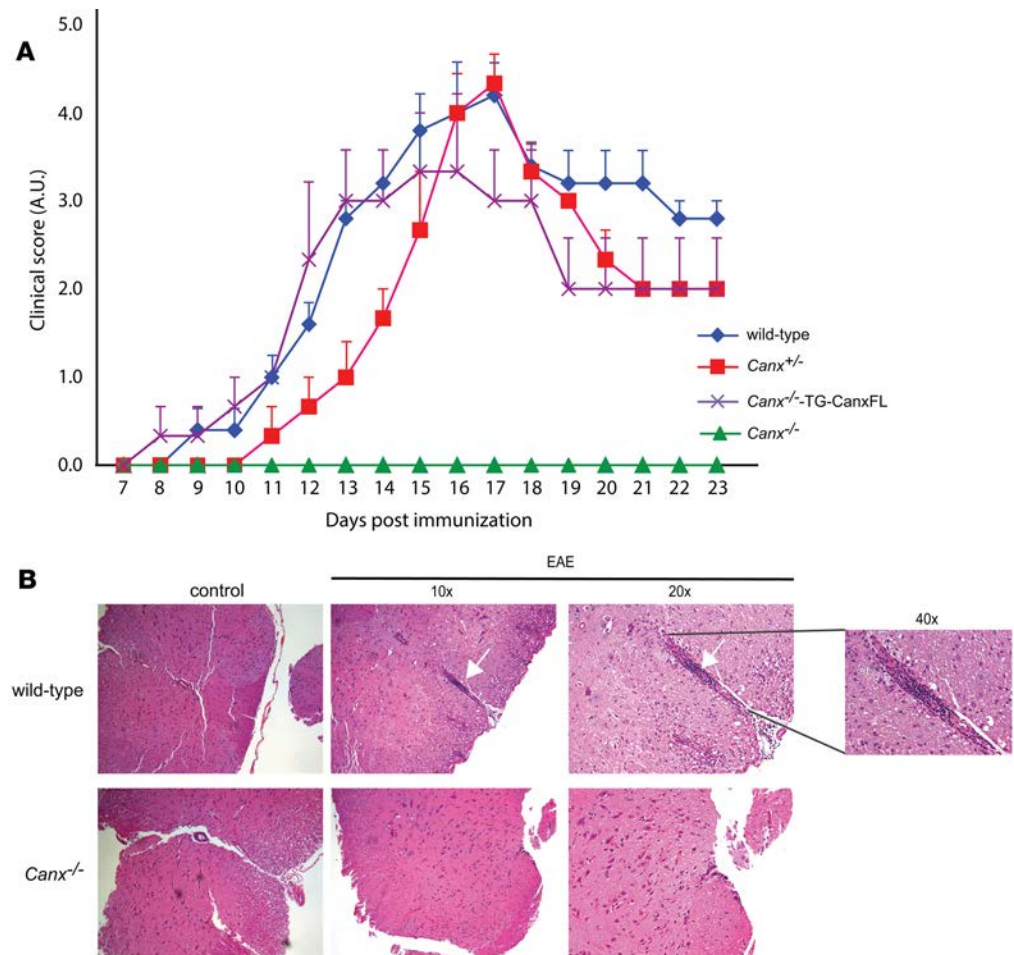 A
5.0
4.0
3.0
2.0
1.0
0.0
Clinical score (A.U.)
7 8 9 10 11 12 13 14 15 16 17 18 19 20 21 22 23
Days post immunization
wild-type
Canx+/-
Canx-/--TG-CanxFL
Canx-/-
B
EAE
control 10x 20x
40x
wild-type
Canx-/-